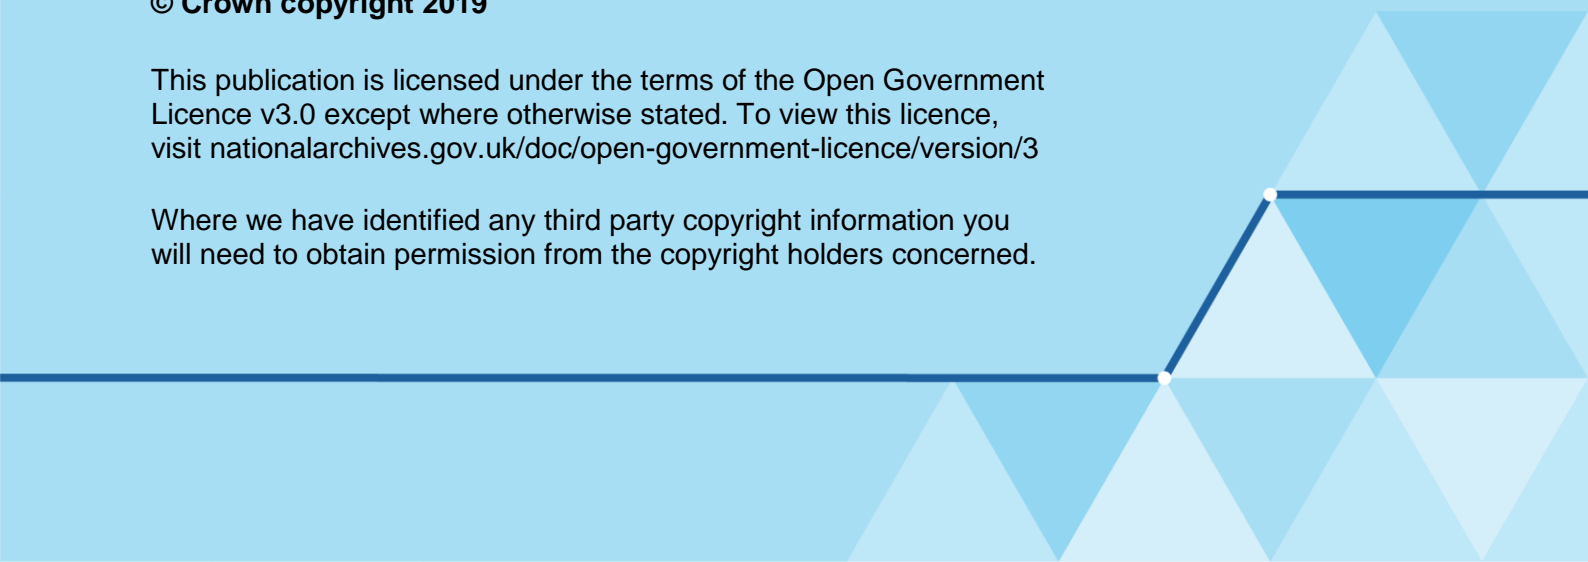 © Crown copyright 2019
This publication is licensed under the terms of the Open Government
Licence v3.0 except where otherwise stated. To view this licence,
visit nationalarchives.gov.uk/doc/open-government-licence/version/3
Where we have identified any third party copyright information you
will need to obtain permission from the copyright holders concerned.